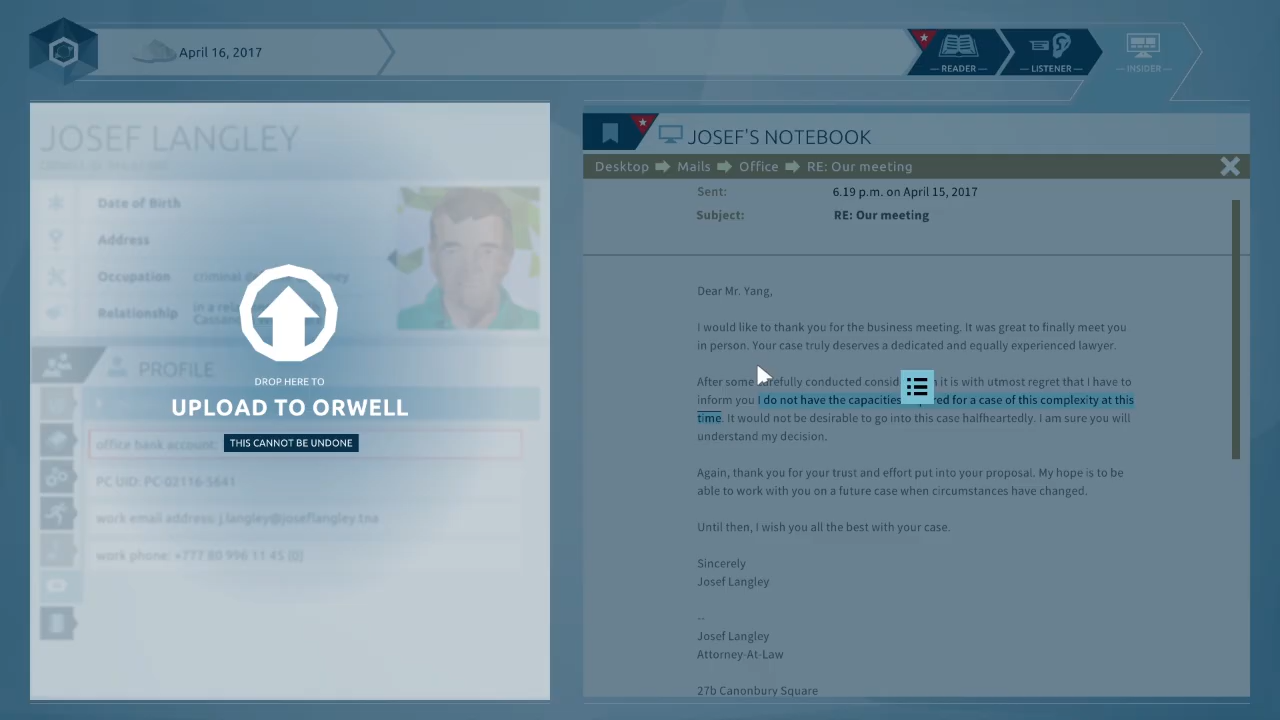 April 16, 2017
READER
LISTENER
INSIDER
JOSEF LANGLEY
Date of Birth
Address
Occupation criminal
Relationship in a
PROFILE
DROP HERE TO
UPLOAD TO ORWELL
THIS CANNOT BE UNDONE
office bank account:
PC UID: PC-02116-5641
work email address: j.langley@joseflangley.tna
work phone: +777 80 996 11 45 [0]
JOSEF'S NOTEBOOK
Desktop Mails Office RE: Our meeting
Sent: 6.19 p.m. on April 15, 2017
Subject: RE: Our meeting
Dear Mr. Yang,
I would like to thank you for the business meeting. It was great to finally meet you
in person. Your case truly deserves a dedicated and equally experienced lawyer.
After some carefully conducted consid it is with utmost regret that I have to
inform you I do not have the capacities for a case of this complexity at this
time. It would not be desirable to go into this case halfheartedly. I am sure you will
understand my decision.
Again, thank you for your trust and effort put into your proposal. My hope is to be
able to work with you on a future case when circumstances have changed.
Until then, I wish you all the best with your case.
Sincerely
Josef Langley
--
Josef Langley
Attorney-At-Law
27b Canonbury Square